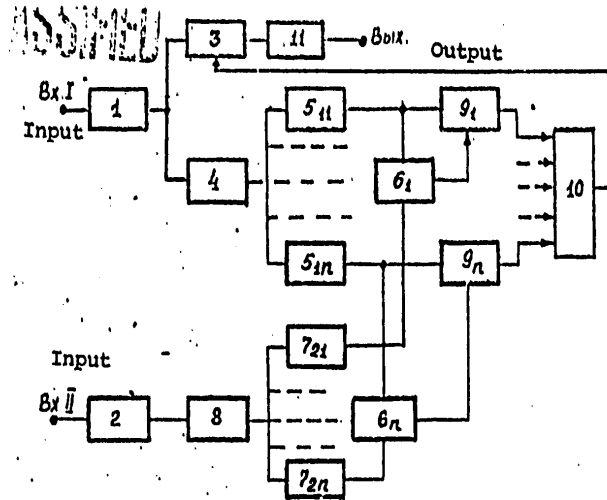 3 11 Вых.
Output
Вх.I
Input
1
5₁₁ 9₁
4 6₁ 10
5₁ₙ 9ₙ
7₂₁
Input
Вх II
2 8 6ₙ
7₂ₙ